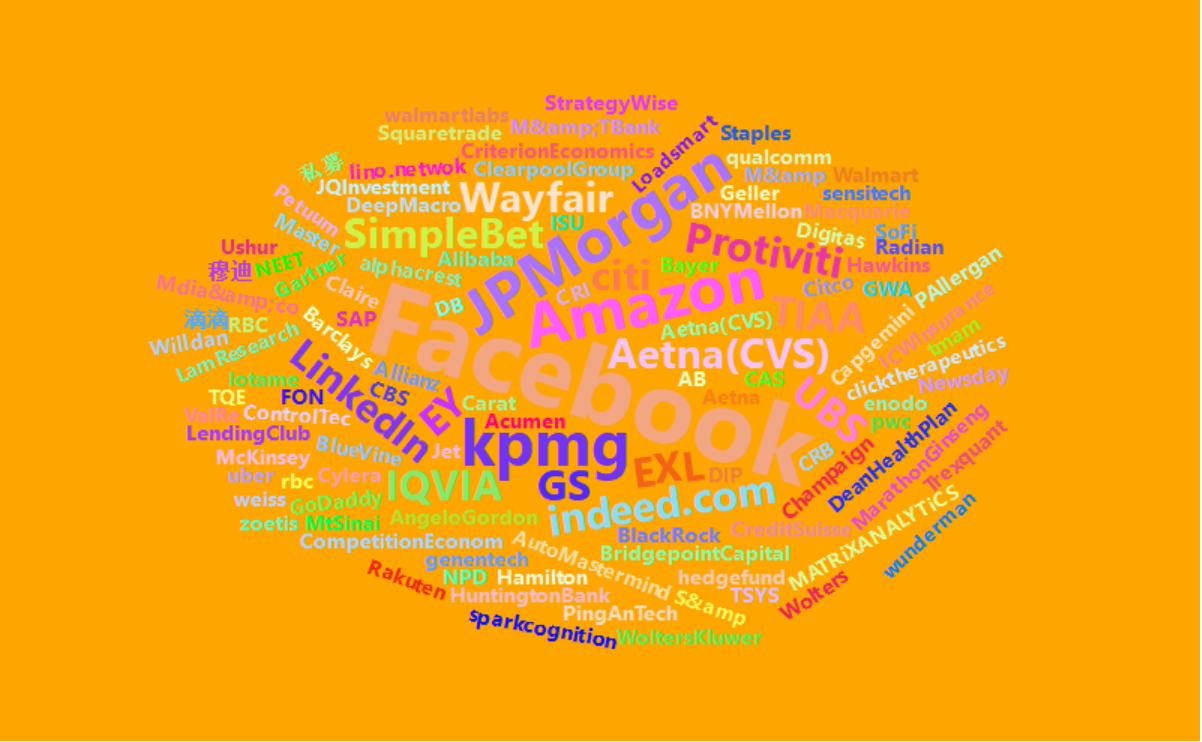 StrategyWise
walmartlabs
Squaretrade
M&amp;TBank
Loadsmart
Staples
CriterionEconomics
qualcomm
私募
lino.netwok
ClearpoolGroup
M&amp
Walmart
JQInvestment
Wayfair
JPMorgan
Geller
sensitech
Petuum
DeepMacro
BNYMellon
Macquarie
Master
SimpleBet
ISU
Protiviti
Digitas
SoFi
Ushur
Radian
穆迪
NEET
Gartner
alphacrest
Alibaba
citi
Bayer
Hawkins
Mdia&amp;co
Claire
DB
CRI
Amazon
Citco
GWA
Capgemini
PAllergan
滴滴
RBC
SAP
Barclays
Facebook
Aetna(CVS)
TIAA
ICWInsurance
Willdan
LamResearch
LinkedIn
Allianz
Aetna(CVS)
tmam
clicktherapeutics
lotame
CBS
EY
AB
CAS
UBS
Newsday
TQE
FON
Carat
Aetna
enodo
ValRe
ControlTec
Acumen
pwc
LendingClub
BlueVine
Jet
kpmg
CRB
Champaign
DeanHealthPlan
MarathonGinseng
Trexquant
McKinsey
uber
rbc
Cylera
IQVIA
GS
EXL
DIP
weiss
GoDaddy
indeed.com
zoetis
MtSinai
AngeloGordon
MATRiXANALYTiCS
CompetitionEconom
AutoMastermind
BlackRock
CreditSuisse
wunderman
genentech
BridgepointCapital
Rakuten
NPD
Hamilton
hedgefund
HuntingtonBank
S&amp
TSYS
Wolters
sparkcognition
PingAnTech
WoltersKluwer